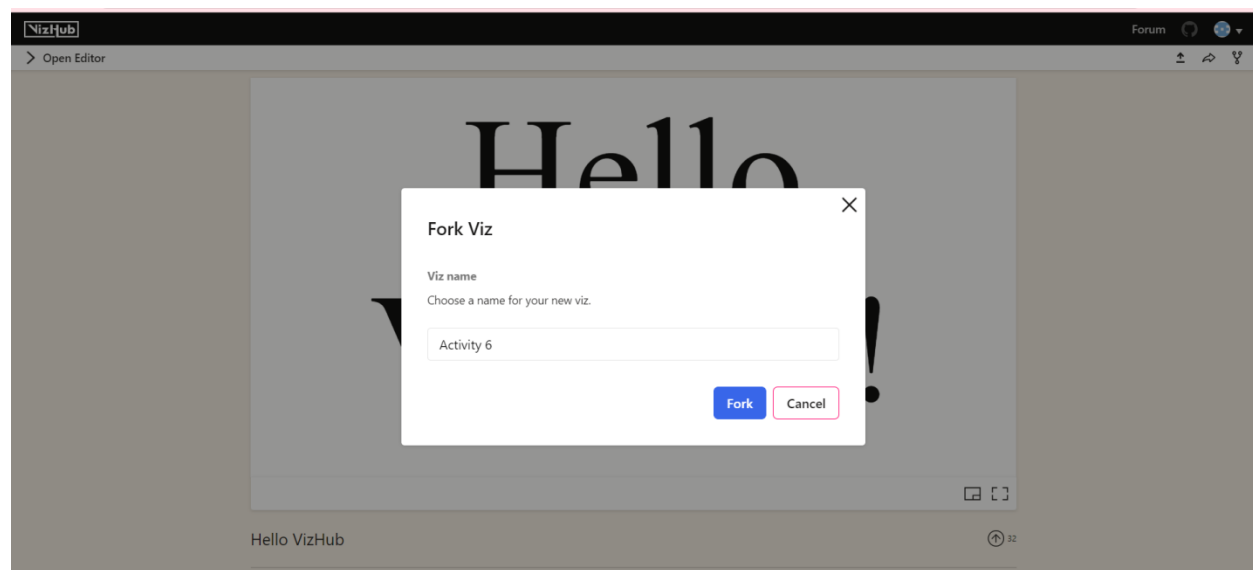 VizHub
Forum
Open Editor
Hello
Fork Viz
Viz name
Choose a name for your new viz.
Activity 6
Fork
Cancel
Hello VizHub
32